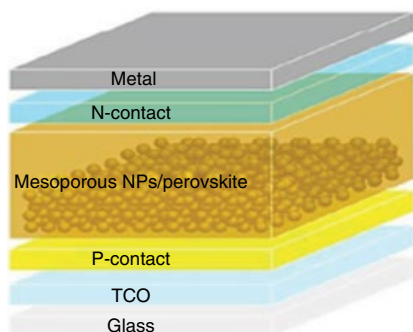 Metal
N-contact
Mesoporous NPs/perovskite
P-contact
TCO
Glass